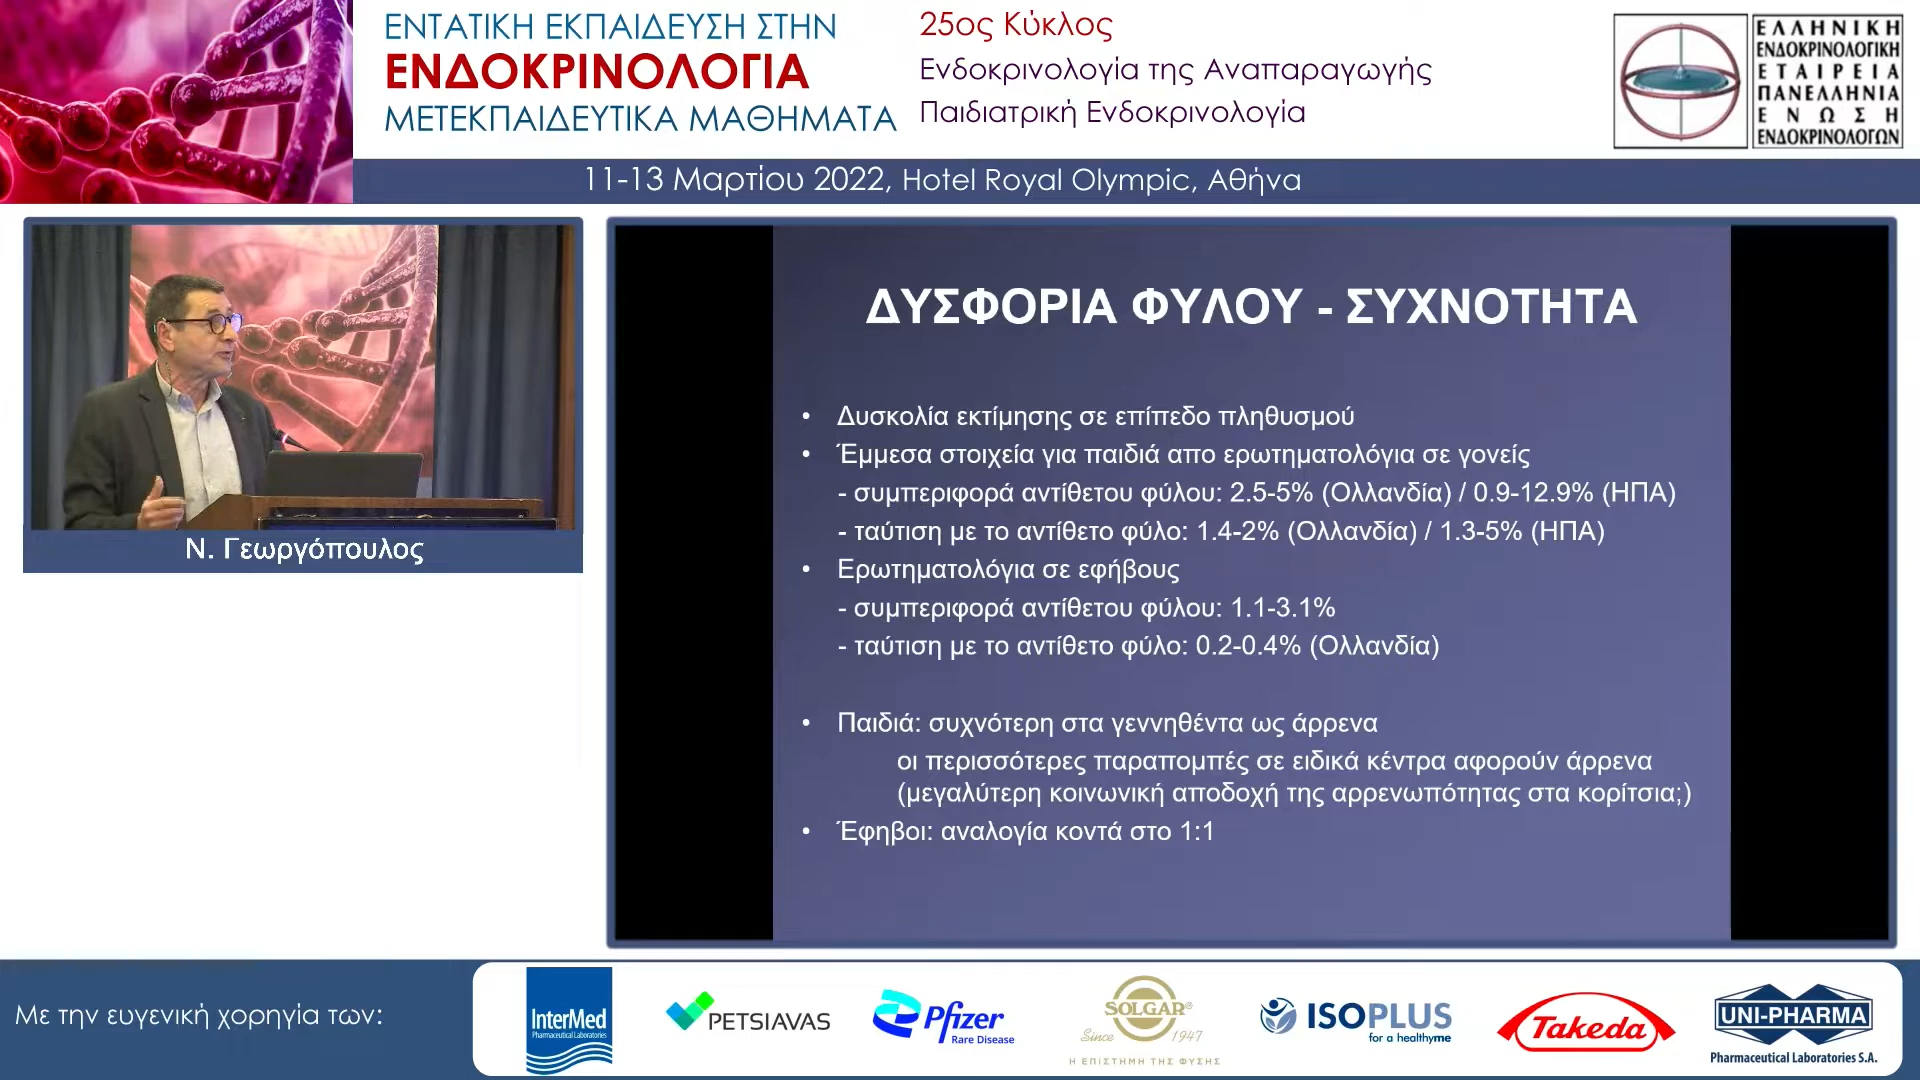 ΕΝΤΑΤΙΚΗ ΕΚΠΑΙΔΕΥΣΗ ΣΤΗΝ
ΕΝΔΟΚΡΙΝΟΛΟΓΙΑ
ΜΕΤΕΚΠΑΙΔΕΥΤΙΚΑ ΜΑΘΗΜΑΤΑ
25ος Κύκλος
Ενδοκρινολογία της Αναπαραγωγής
Παιδιατρική Ενδοκρινολογία
ΕΛΛΗΝΙΚΗ
ΕΝΔΟΚΡΙΝΟΛΟΓΙΚΗ
ΕΤΑΙΡΕΙΑ
ΠΑΝΕΛΛΗΝΙΑ
ΕΝΩΣΗ
ΕΝΔΟΚΡΙΝΟΛΟΓΩΝ
11-13 Μαρτίου 2022, Hotel Royal Olympic, Αθήνα
Ν. Γεωργόπουλος
ΔΥΣΦΟΡΙΑ ΦΥΛΟΥ - ΣΥΧΝΟΤΗΤΑ
• Δυσκολία εκτίμησης σε επίπεδο πληθυσμού
• Έμμεσα στοιχεία για παιδιά απο ερωτηματολόγια σε γονείς
- συμπεριφορά αντίθετου φύλου: 2.5-5% (Ολλανδία) / 0.9-12.9% (ΗΠΑ)
- ταύτιση με το αντίθετο φύλο: 1.4-2% (Ολλανδία) / 1.3-5% (ΗΠΑ)
• Ερωτηματολόγια σε εφήβους
- συμπεριφορά αντίθετου φύλου: 1.1-3.1%
- ταύτιση με το αντίθετο φύλο: 0.2-0.4% (Ολλανδία)
• Παιδιά: συχνότερη στα γεννηθέντα ως άρρενα
οι περισσότερες παραπομπές σε ειδικά κέντρα αφορούν άρρενα
(μεγαλύτερη κοινωνική αποδοχή της αρρενωπότητας στα κορίτσια;)
• Έφηβοι: αναλογία κοντά στο 1:1
Με την ευγενική χορηγία των:
InterMed
Pharmaceutical Laboratories
PETSIAVAS
Pfizer
Rare Disease
SOLGAR®
Since 1947
Η ΕΠΙΣΤΗΜΗ ΤΗΣ ΦΥΣΗΣ
ISOPLUS
for a healthyme
Takeda
UNI-PHARMA
Pharmaceutical Laboratories S.A.